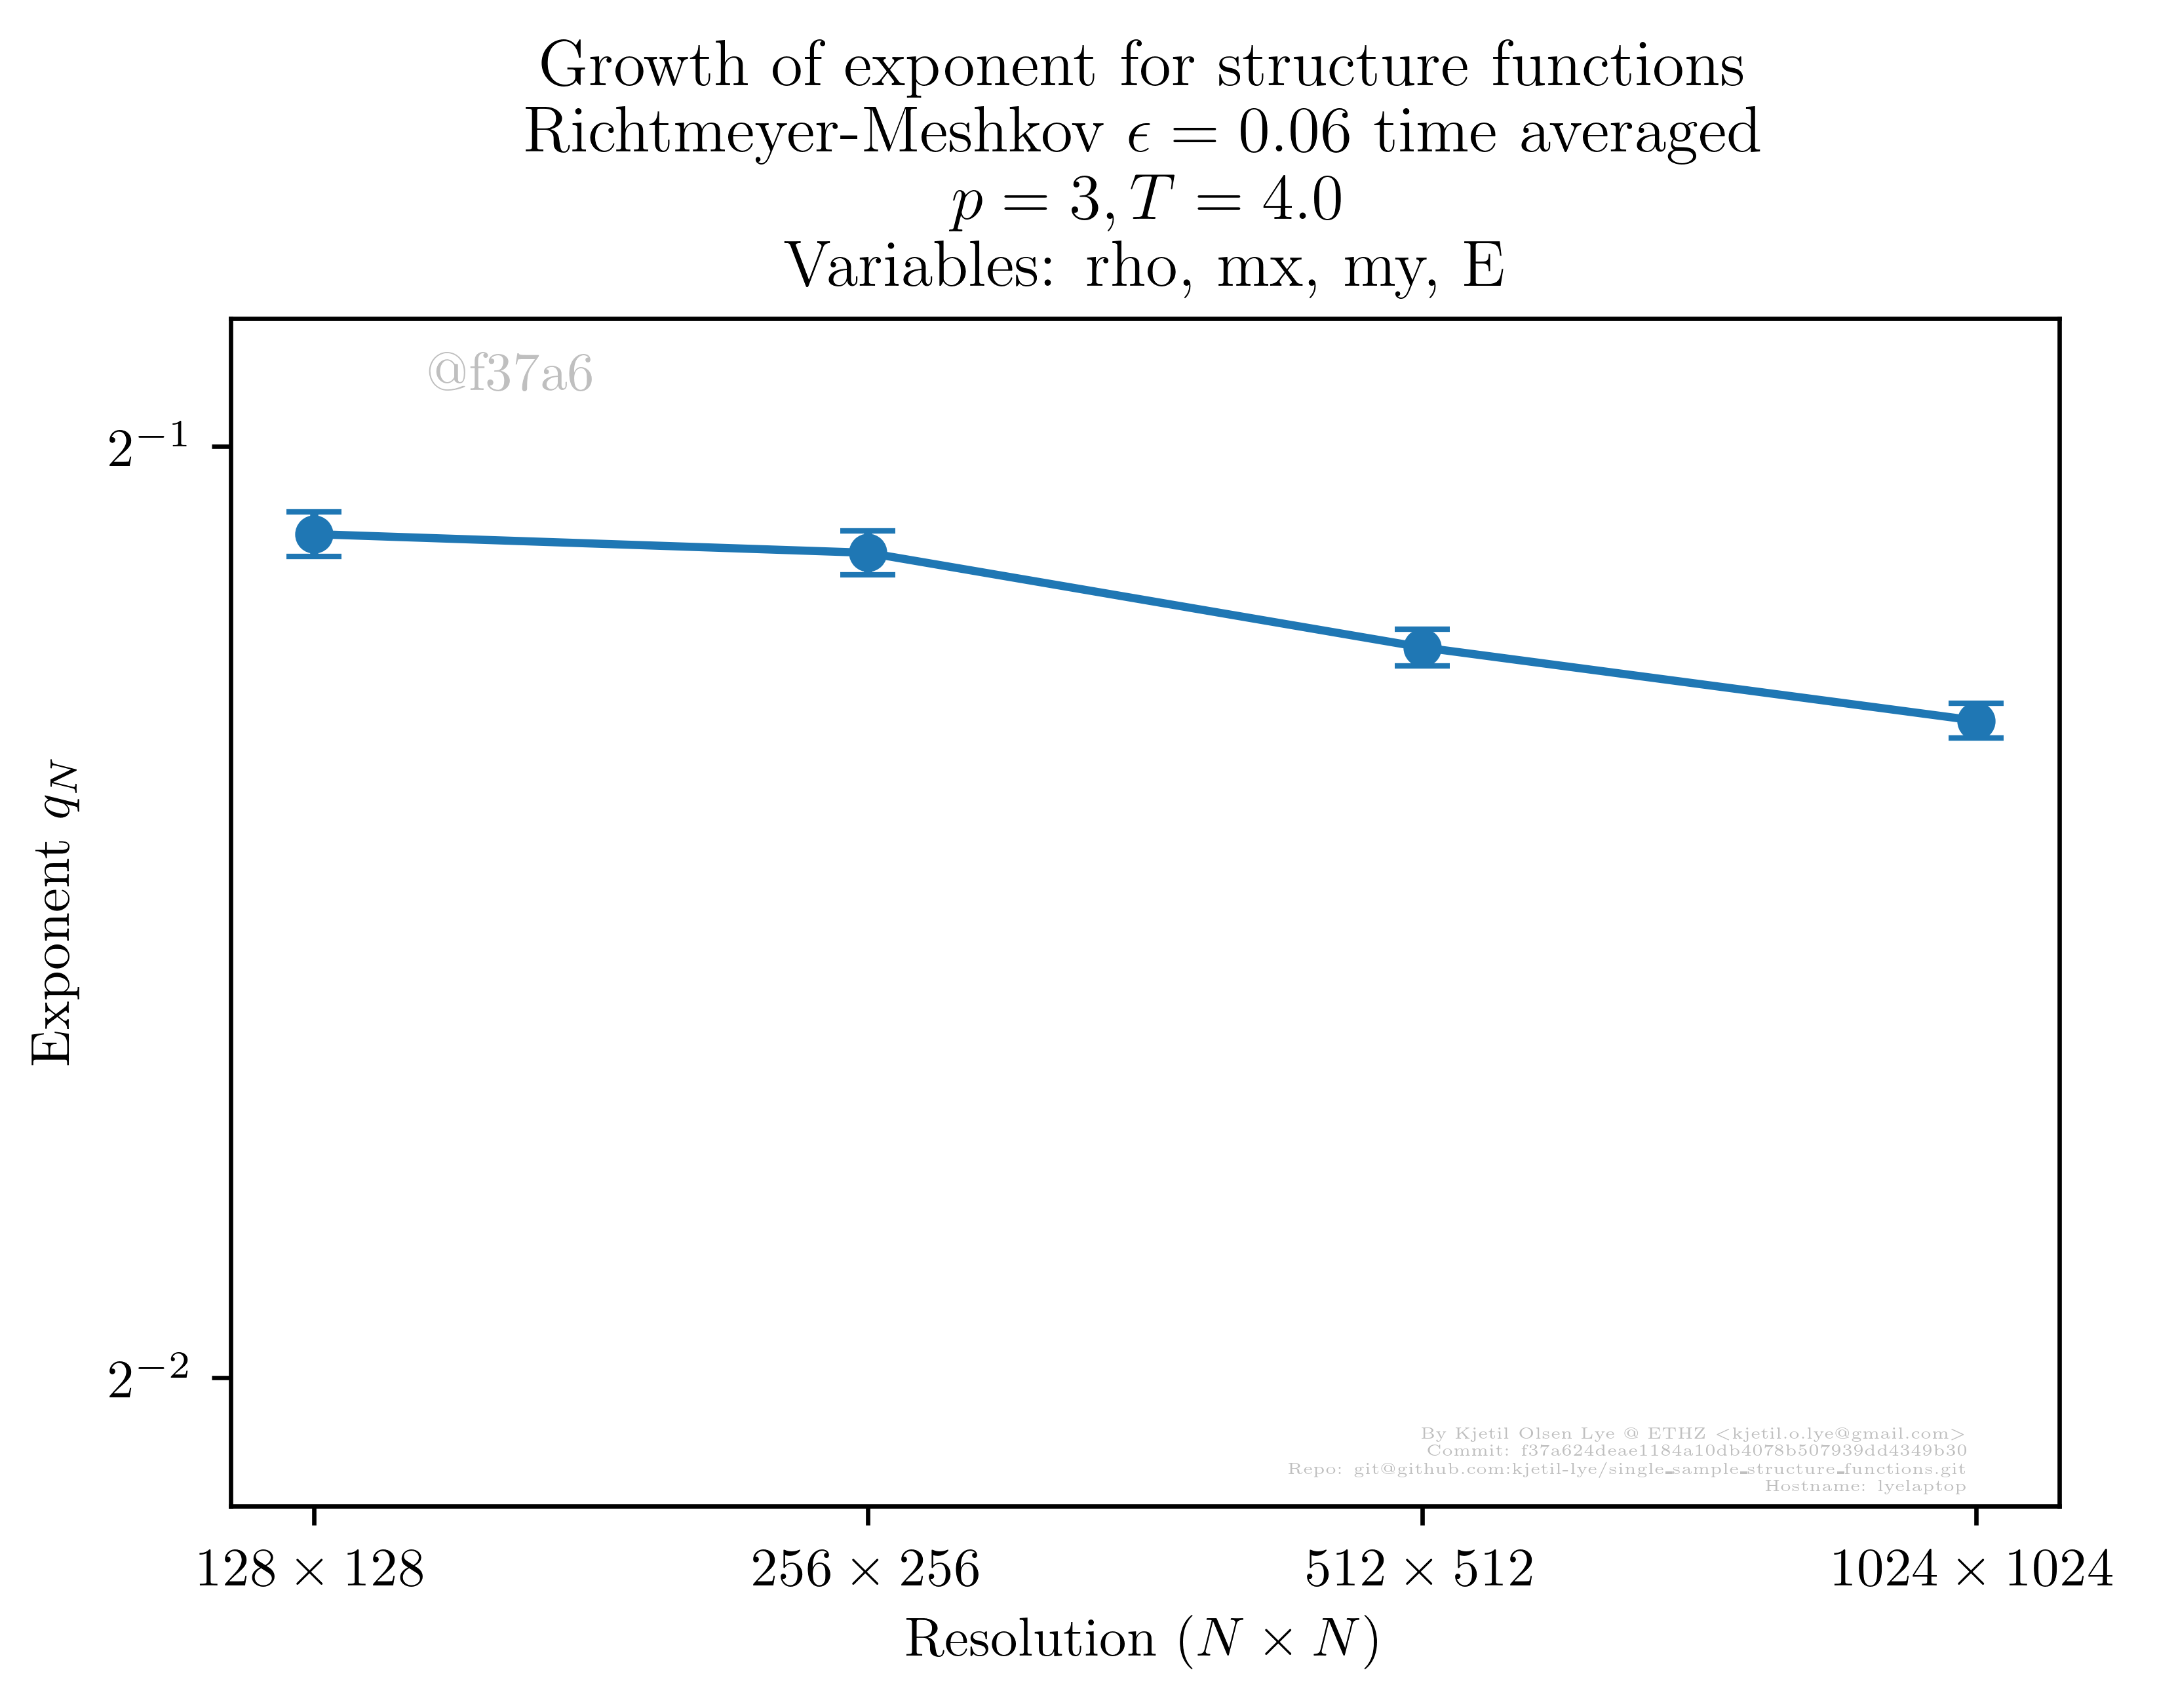 Growth of exponent for structure functions
Richtmeyer-Meshkov ϵ = 0.06 time averaged
p = 3, T = 4.0
Variables: rho, mx, my, E
@f37a6
2⁻¹
Exponent q_N
2⁻²
By Kjetil Olsen Lye @ ETHZ <kjetil.o.lye@gmail.com>
Commit: f37a624deae1184a10db4078b507939dd4349b30
Repo: git@github.com:kjetil-lye/single_sample_structure_functions.git
Hostname: lyelaptop
128 × 128 256 × 256 512 × 512 1024 × 1024
Resolution (N × N)